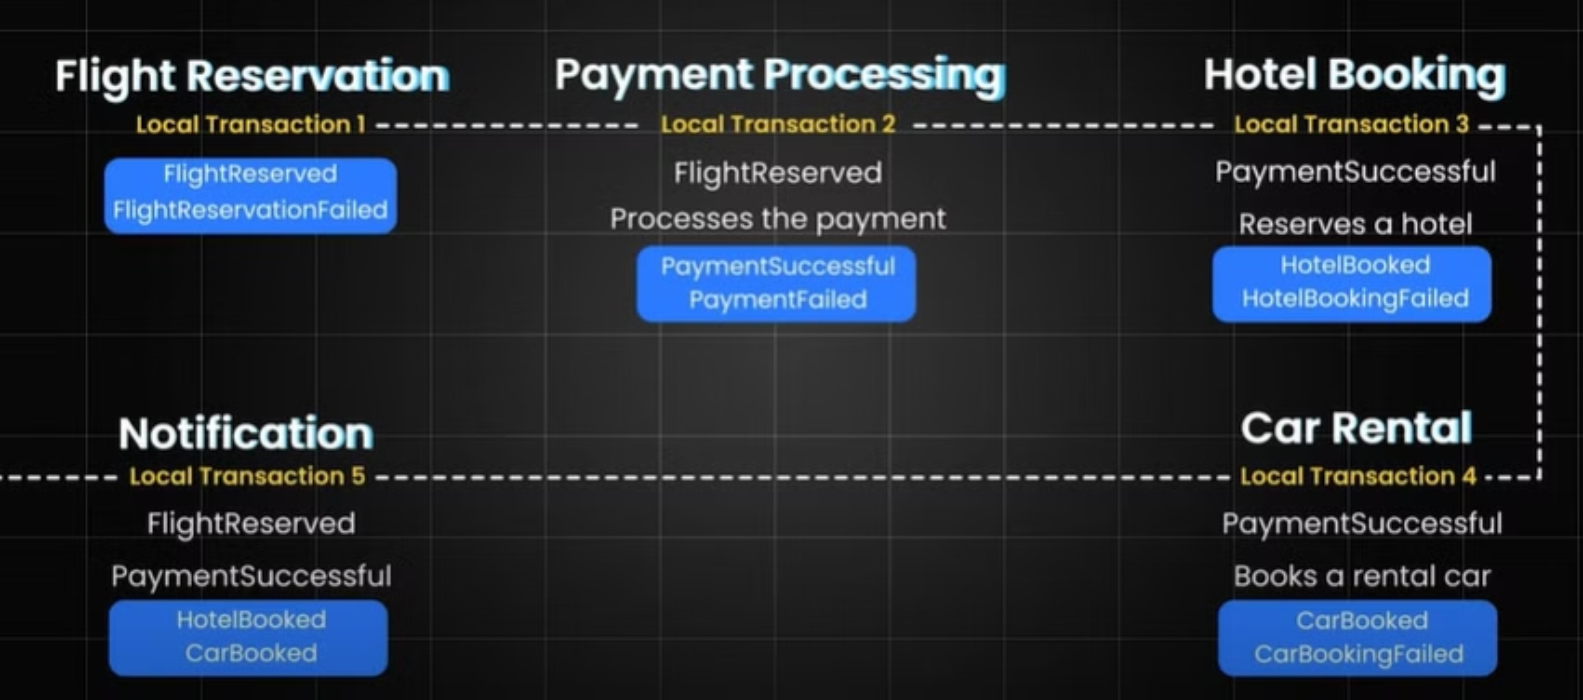 Flight Reservation
Local Transaction 1
FlightReserved
FlightReservationFailed
Payment Processing
Local Transaction 2
FlightReserved
Processes the payment
PaymentSuccessful
PaymentFailed
Hotel Booking
Local Transaction 3
PaymentSuccessful
Reserves a hotel
HotelBooked
HotelBookingFailed
Car Rental
Local Transaction 4
PaymentSuccessful
Books a rental car
CarBooked
CarBookingFailed
Notification
Local Transaction 5
FlightReserved
PaymentSuccessful
HotelBooked
CarBooked